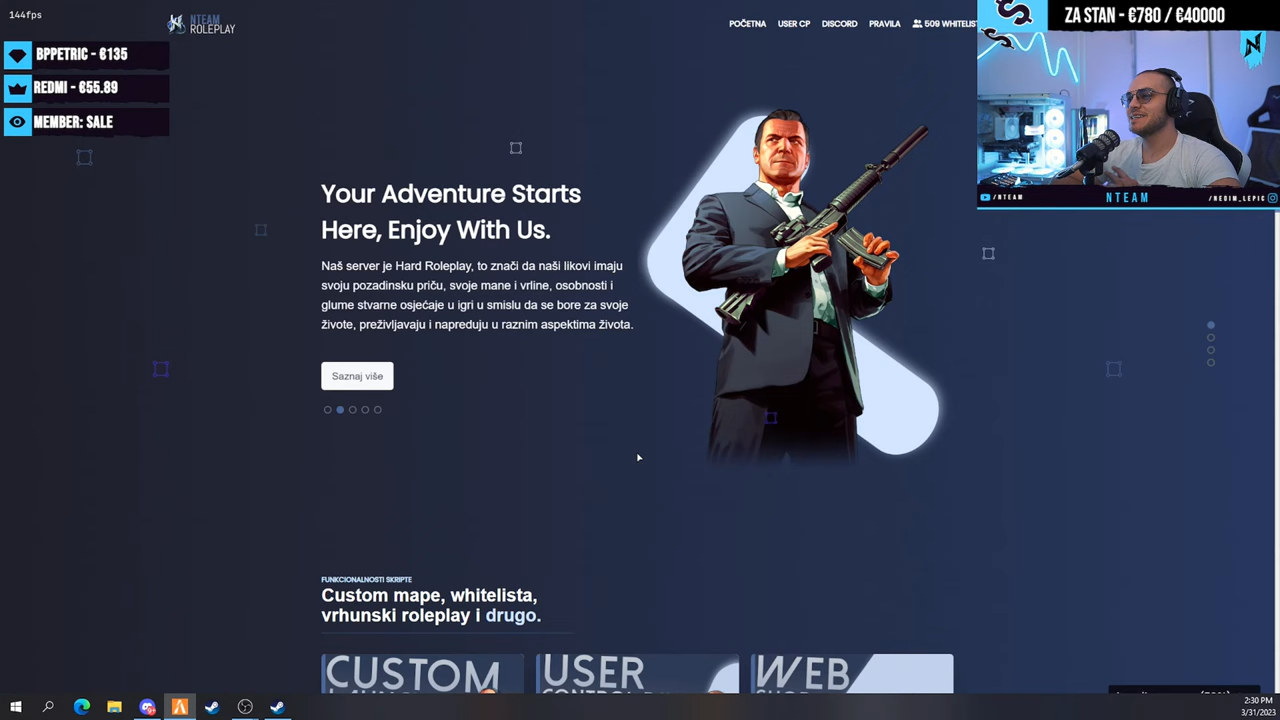 144fps
NTEAM
ROLEPLAY
POČETNA
USER CP
DISCORD
PRAVILA
509 WHITELIST
ZA STAN - €780 / €40000
BPPETRIC - €135
REDMI - €55.89
MEMBER: SALE
/NTEAM
NTEAM
/NEGIM_LEPIC
Your Adventure Starts
Here, Enjoy With Us.
Naš server je Hard Roleplay, to znači da naši likovi imaju
svoju pozadinsku priču, svoje mane i vrline, osobnosti i
glume stvarne osjećaje u igri u smislu da se bore za svoje
živote, preživljavaju i napreduju u raznim aspektima života.
Saznaj više
FUNKCIONALNOSTI SKRIPTE
Custom mape, whitelista,
vrhunski roleplay i drugo.
CUSTOM
USER
WEB
2:30 PM
3/31/2023